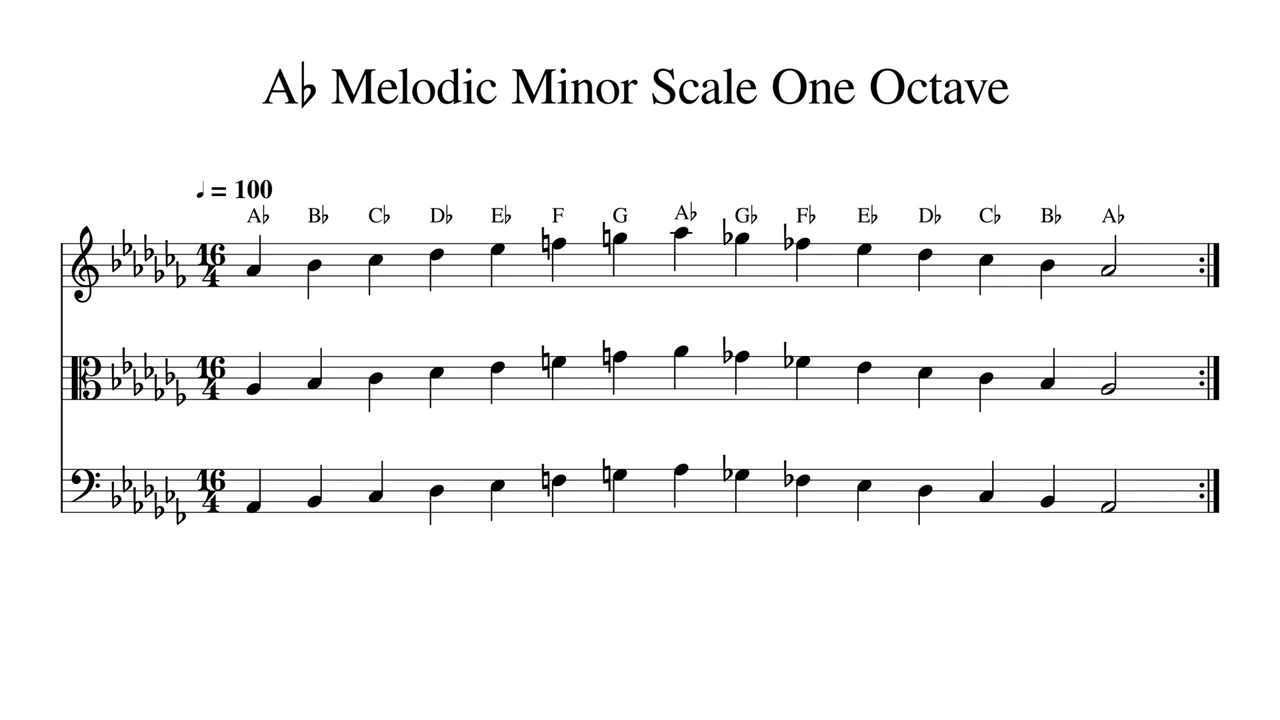 A♭ Melodic Minor Scale One Octave
♩ = 100
A♭ B♭ C♭ D♭ E♭ F G A♭ G♭ F♭ E♭ D♭ C♭ B♭ A♭
16
4
16
4
16
4